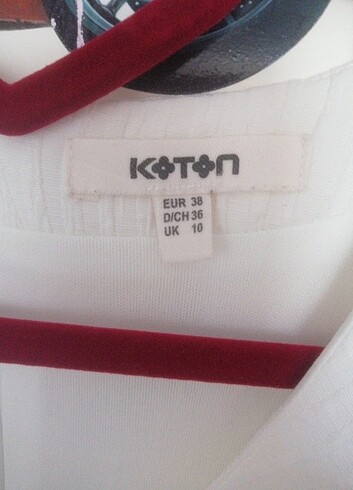 KOTON
EUR 38
D/CH 36
UK 10